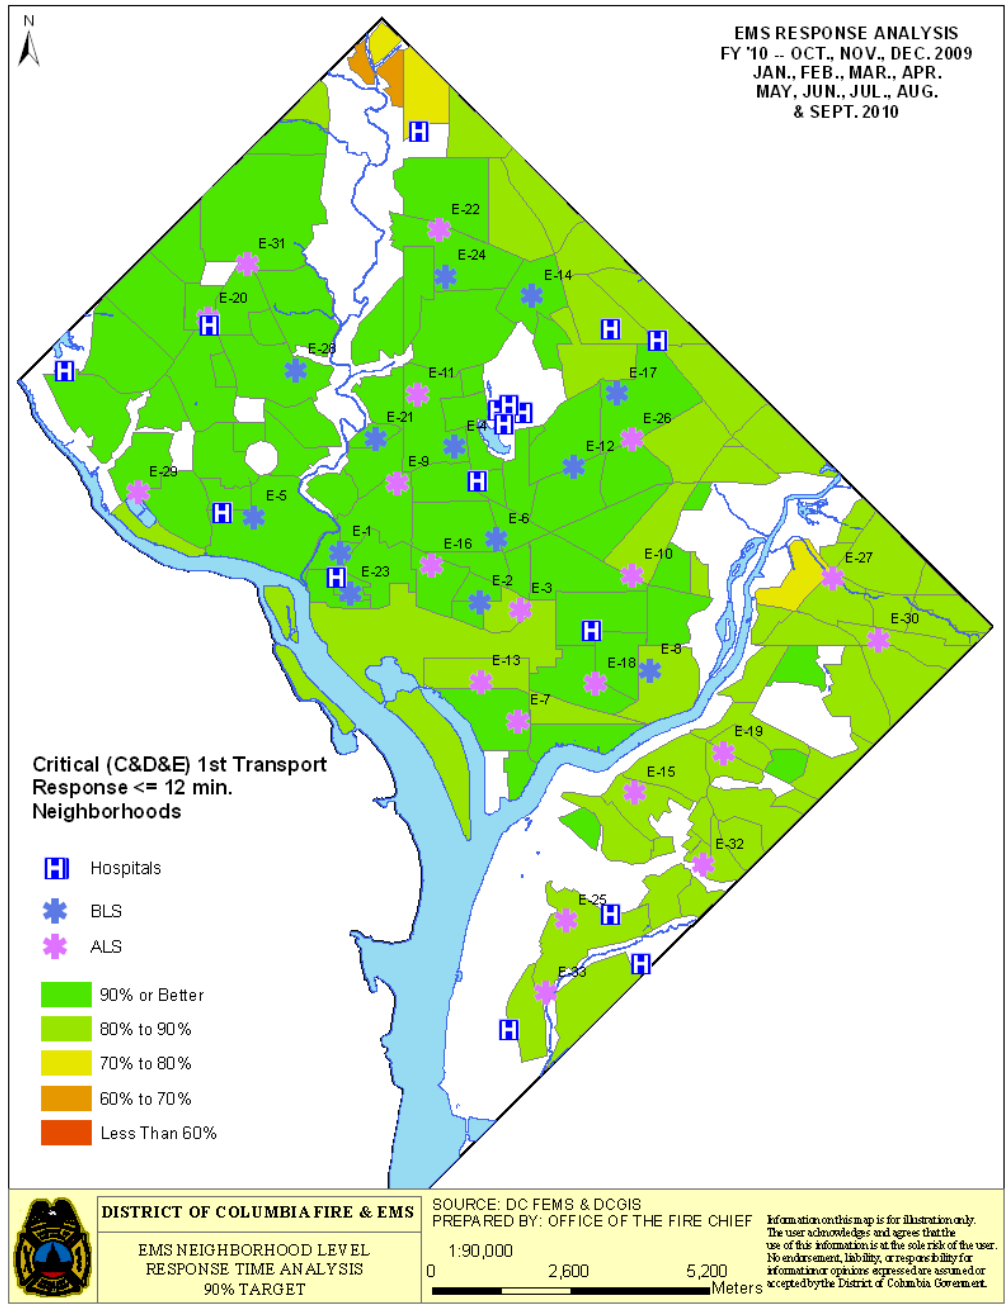 N
EMS RESPONSE ANALYSIS
FY '10 -- OCT., NOV., DEC. 2009
JAN., FEB., MAR., APR.
MAY, JUN., JUL., AUG.
& SEPT. 2010
H
E-22
E-31
E-24
E-14
E-20
H
H
H
E-28
H
E-11
E-17
H
H
H
H
E-21
E-4
E-26
E-9
E-12
H
E-29
E-5
H
E-6
E-1
E-16
E-10
E-27
H
E-23
E-2
E-3
H
E-30
E-13
E-18
E-8
E-7
E-19
E-15
E-32
E-25
H
E-33
H
H
Critical (C&D&E) 1st Transport
Response <= 12 min.
Neighborhoods
H Hospitals
BLS
ALS
90% or Better
80% to 90%
70% to 80%
60% to 70%
Less Than 60%
DISTRICT OF COLUMBIA FIRE & EMS
EMS NEIGHBORHOOD LEVEL
RESPONSE TIME ANALYSIS
90% TARGET
SOURCE: DC FEMS & DCGIS
PREPARED BY: OFFICE OF THE FIRE CHIEF
1:90,000
0 2,600 5,200
Meters
Information on this map is for illustration only.
The user acknowledges and agrees that the
use of this information is at the sole risk of the user.
No endorsement, liability, or responsibility for
information or opinions expressed are assumed or
accepted by the District of Columbia Government.